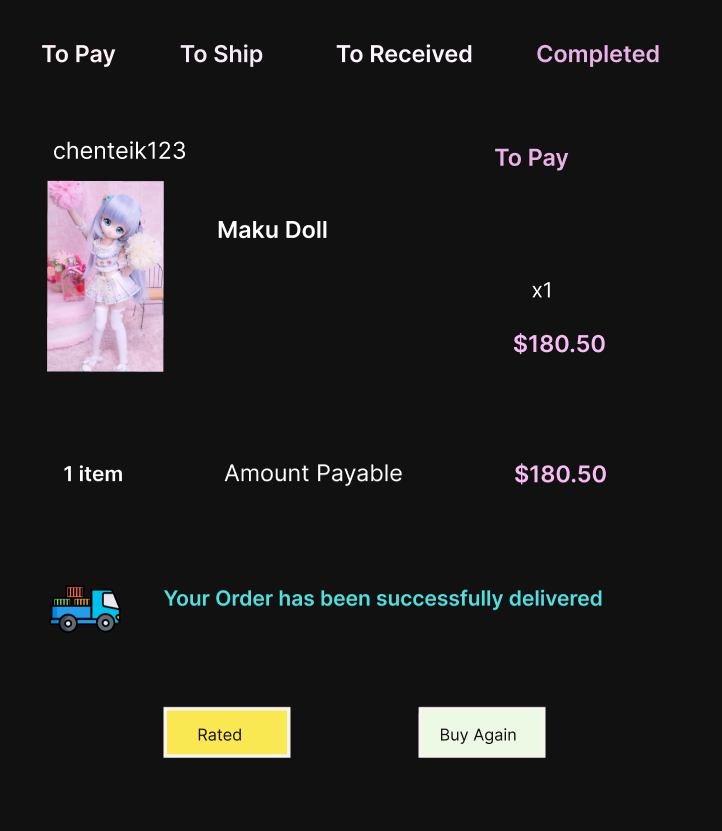 To Pay To Ship To Received Completed
chenteik123 To Pay
Maku Doll
x1
$180.50
1 item Amount Payable $180.50
Your Order has been successfully delivered
Rated Buy Again